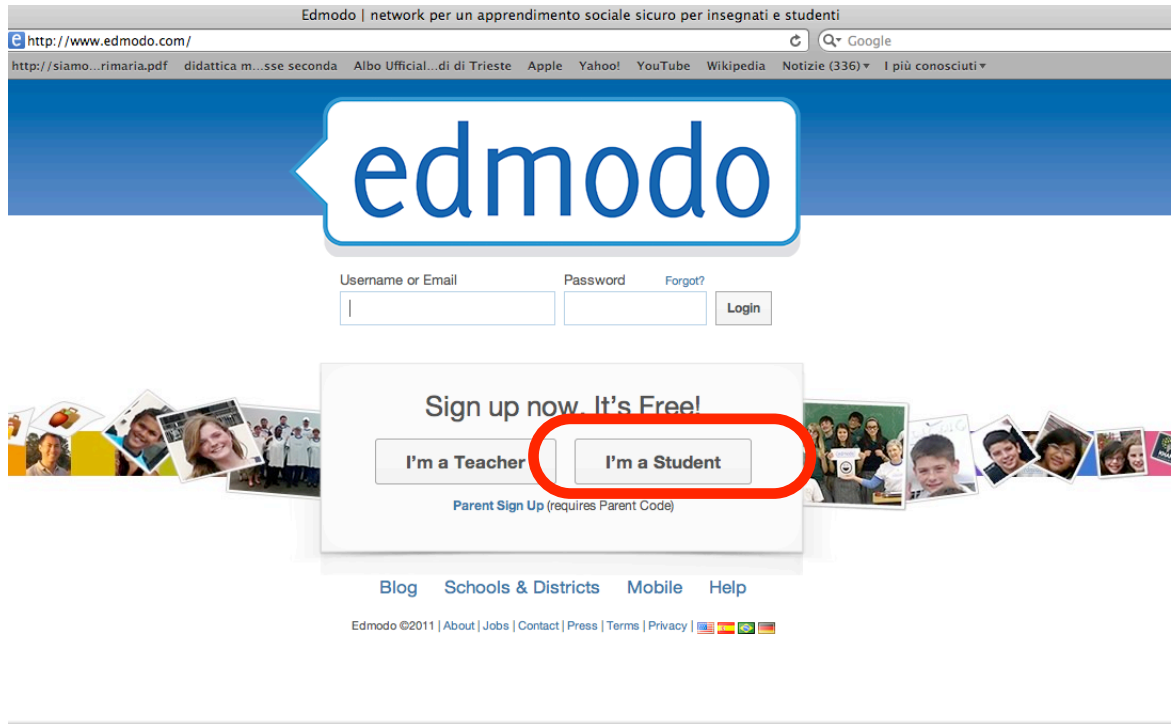 Edmodo | network per un apprendimento sociale sicuro per insegnati e studenti
http://www.edmodo.com/ Google
http://siamo...rimaria.pdf didattica m...sse seconda Albo Ufficial...di di Trieste Apple Yahoo! YouTube Wikipedia Notizie (336) I più conosciuti
edmodo
Username or Email Password Forgot?
Login
Sign up now. It's Free!
I'm a Teacher I'm a Student
Parent Sign Up (requires Parent Code)
Blog Schools & Districts Mobile Help
Edmodo ©2011 | About | Jobs | Contact | Press | Terms | Privacy |